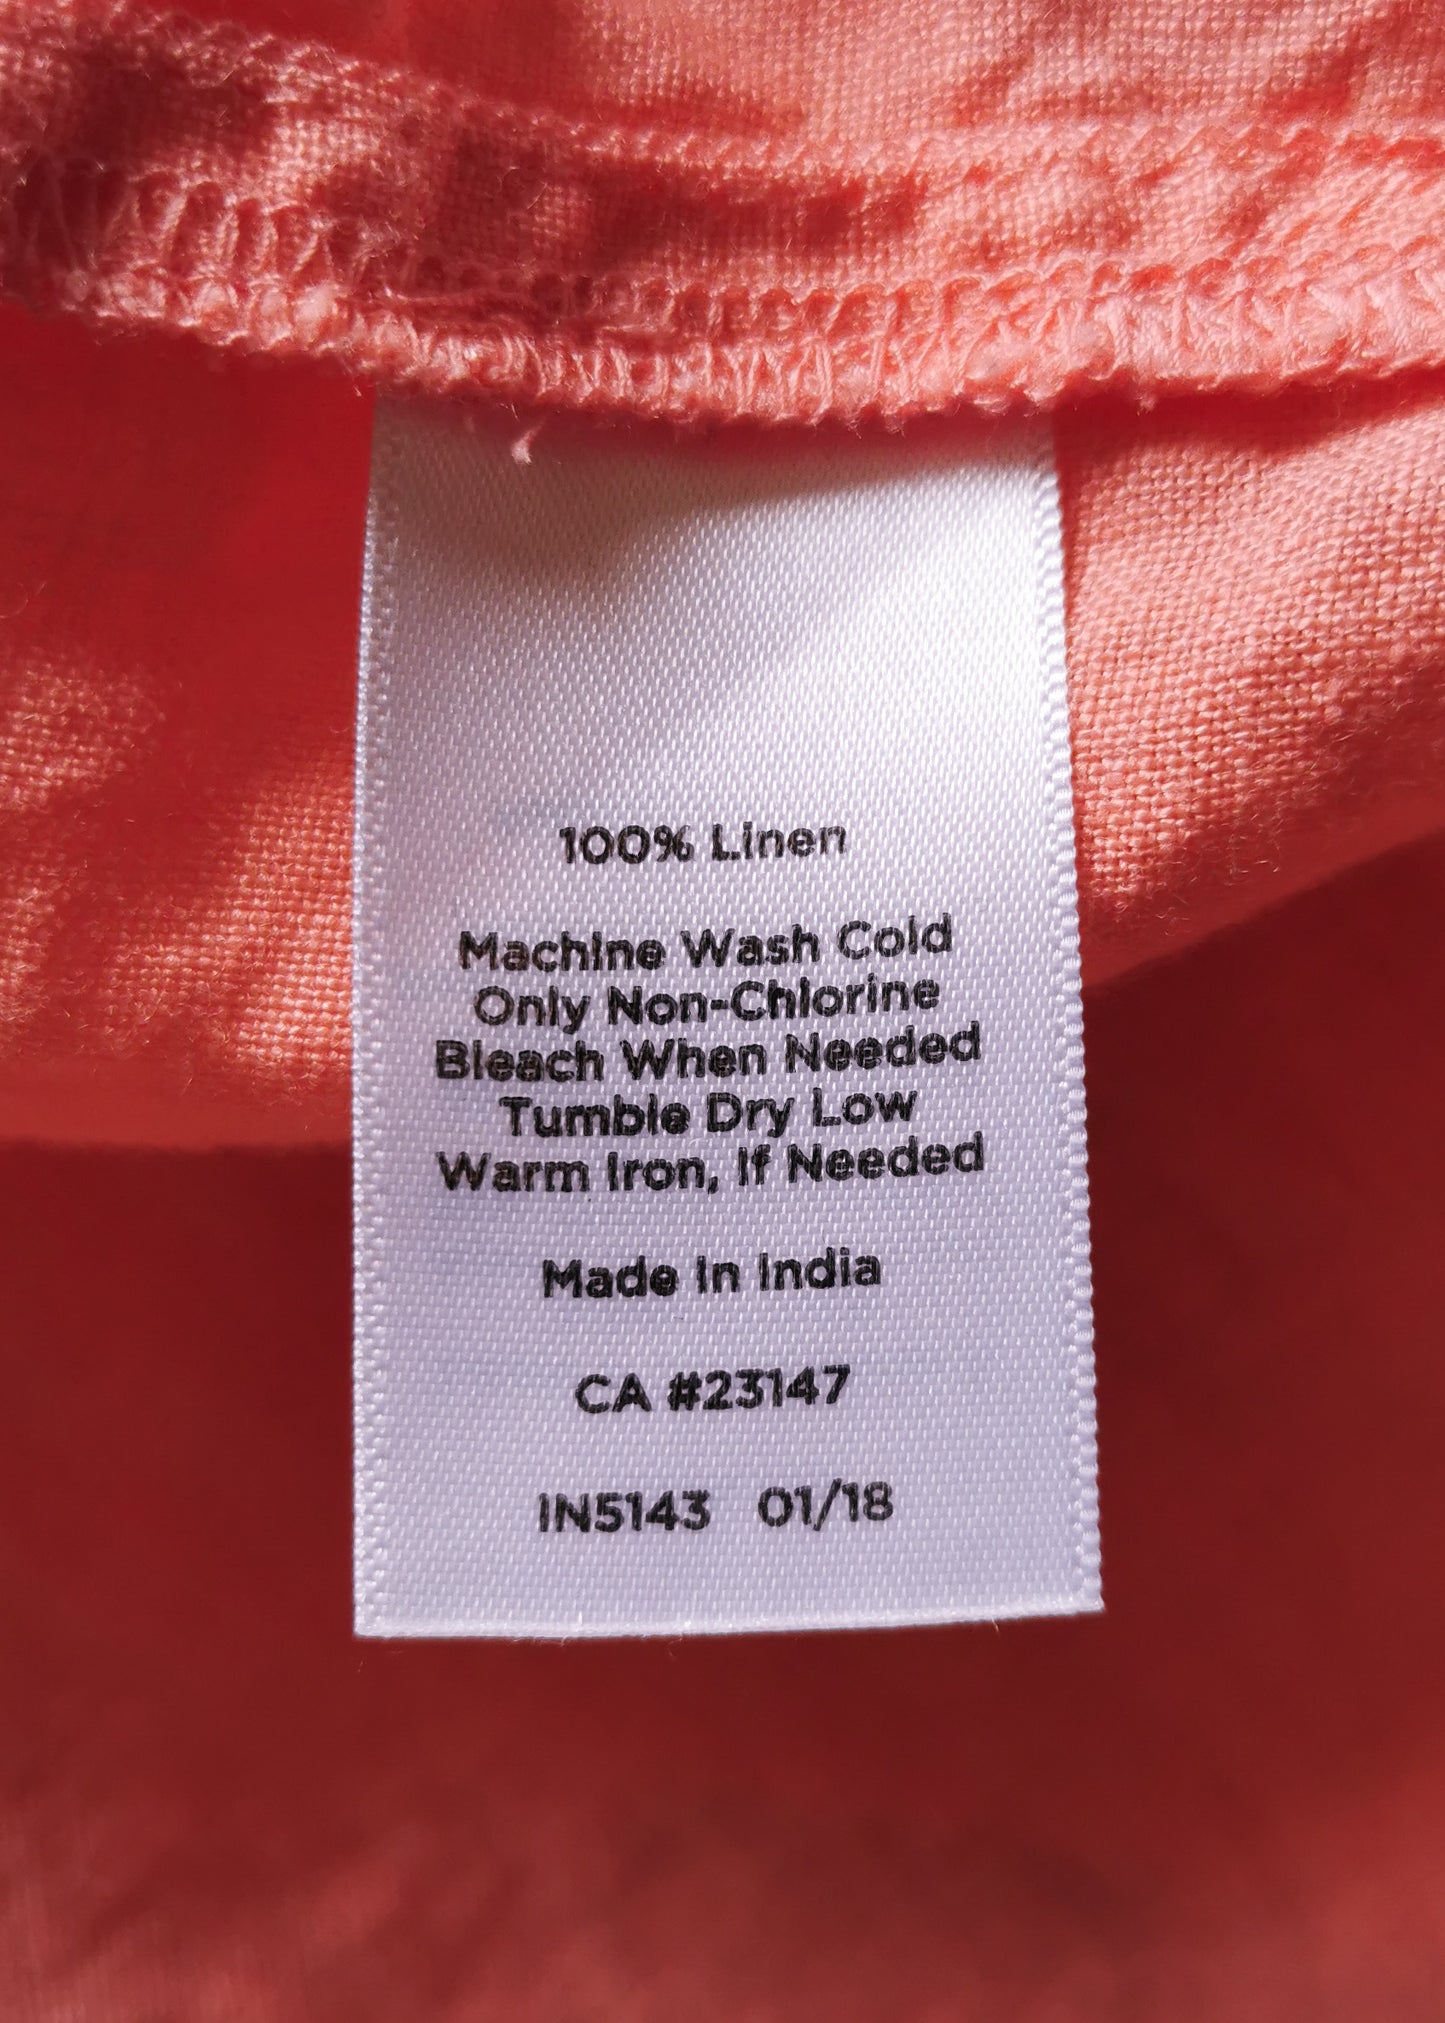 100% Linen
Machine Wash Cold
Only Non-Chlorine
Bleach When Needed
Tumble Dry Low
Warm Iron, If Needed
Made In India
CA #23147
IN5143 01/18